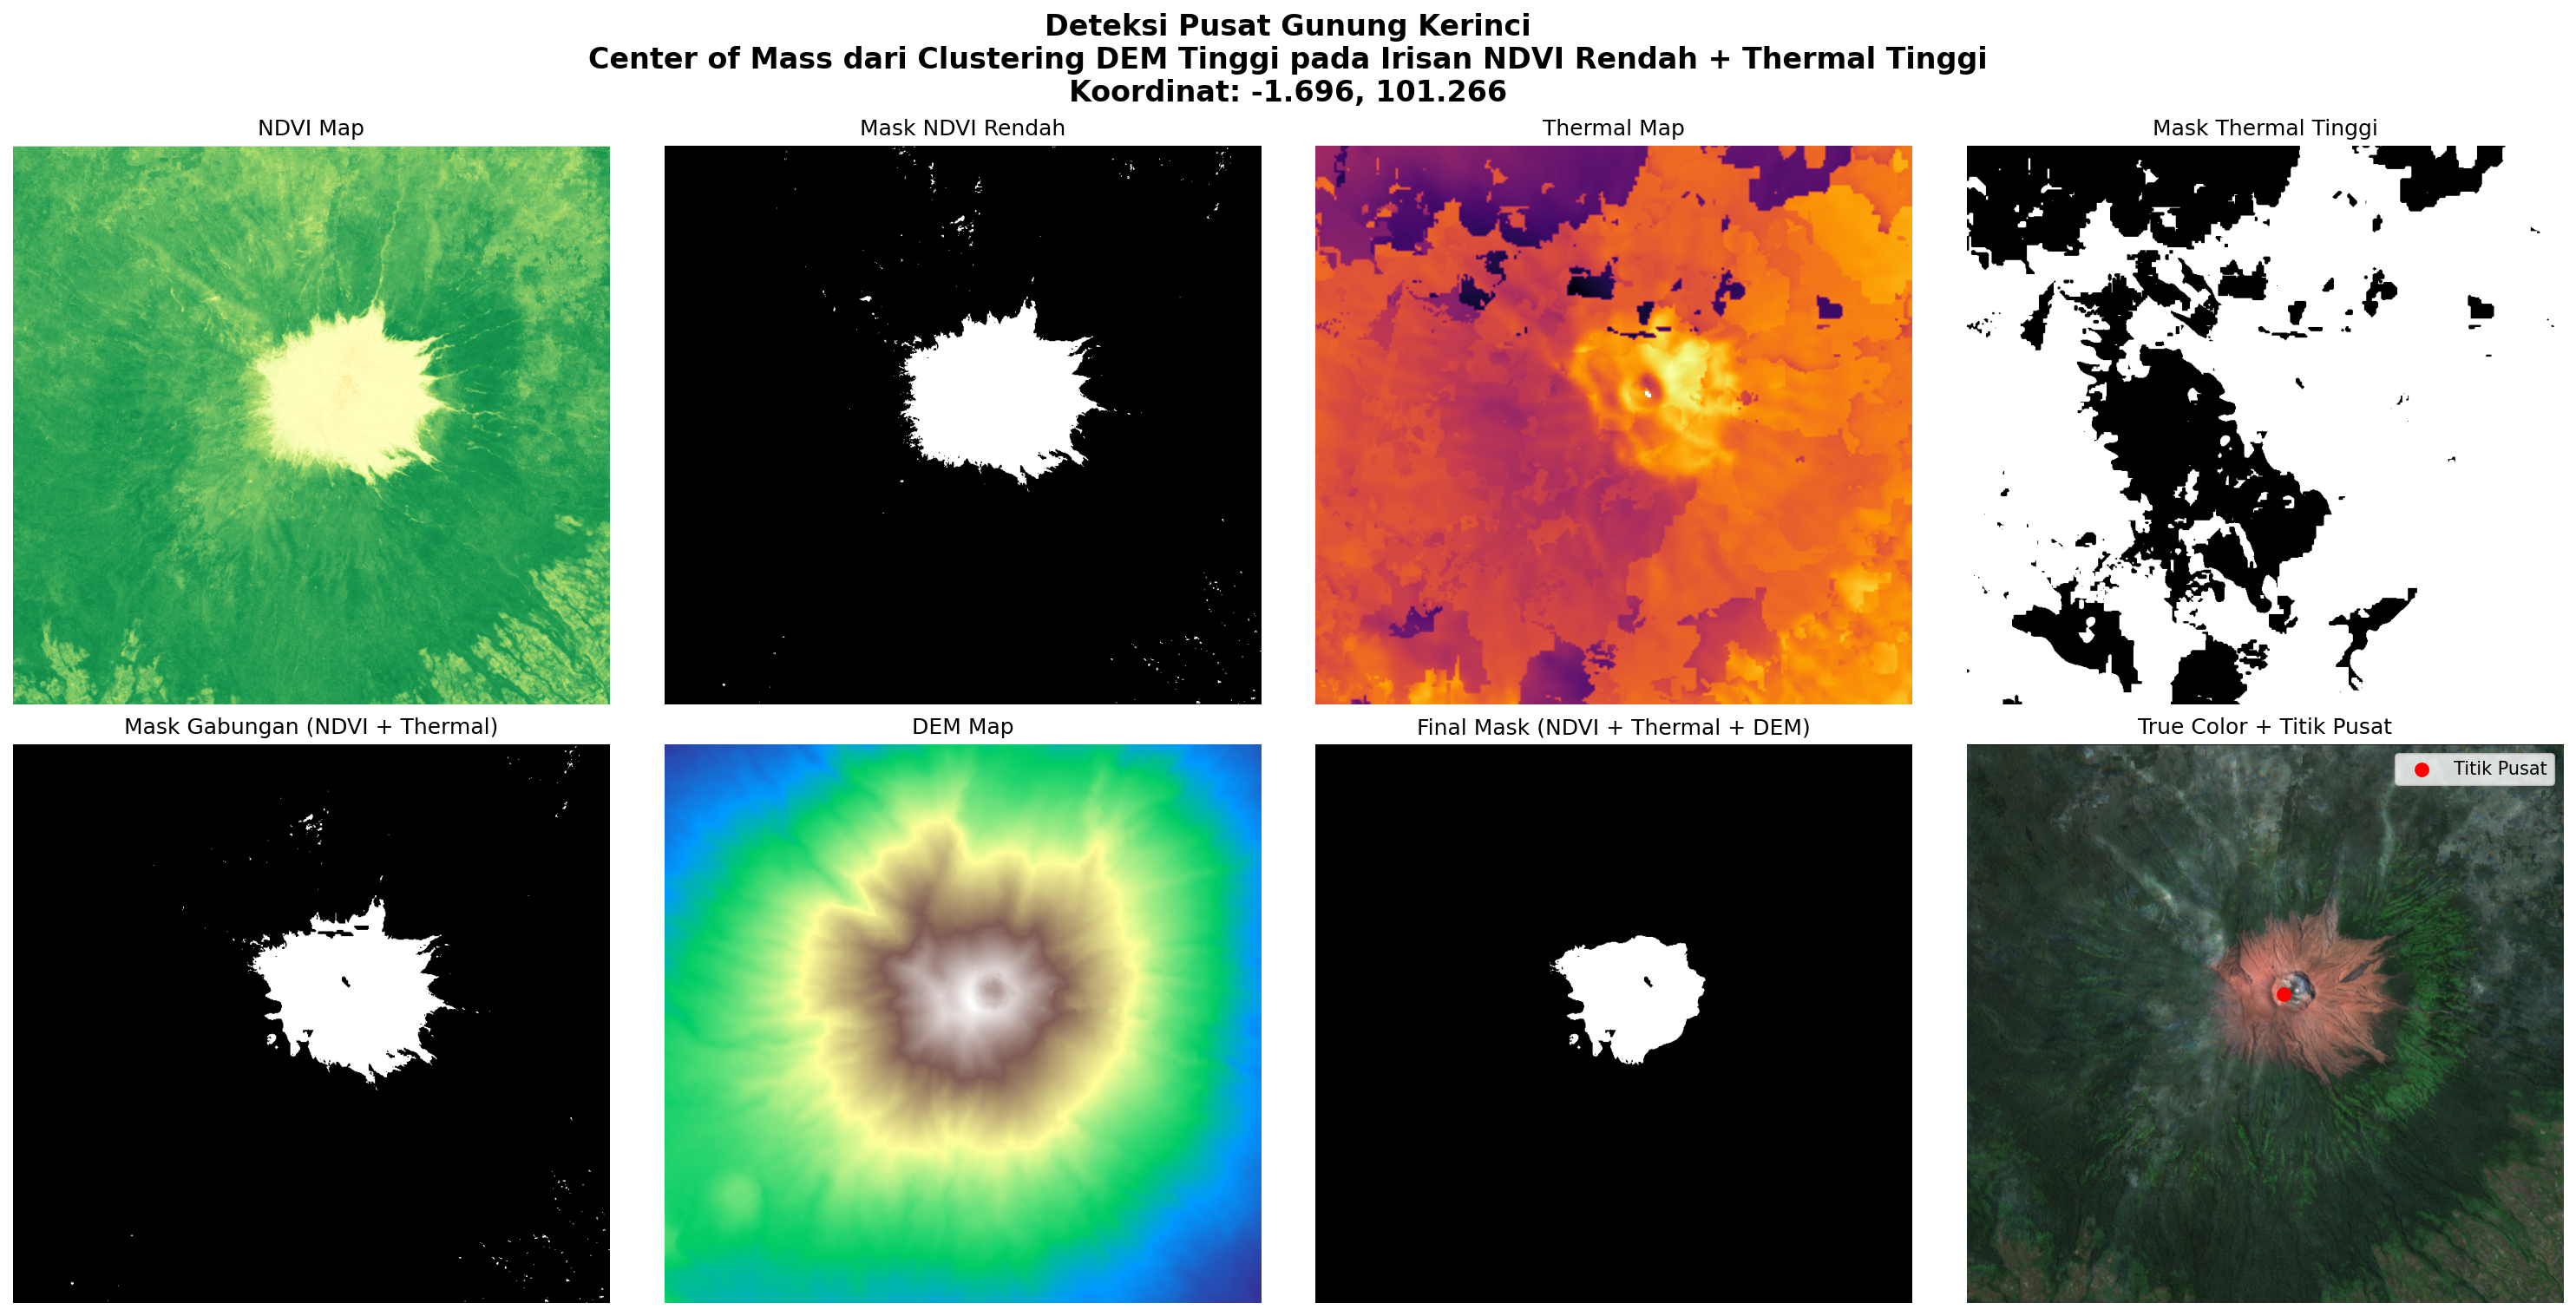 Deteksi Pusat Gunung Kerinci
Center of Mass dari Clustering DEM Tinggi pada Irisan NDVI Rendah + Thermal Tinggi
Koordinat: -1.696, 101.266
NDVI Map
Mask NDVI Rendah
Thermal Map
Mask Thermal Tinggi
Mask Gabungan (NDVI + Thermal)
DEM Map
Final Mask (NDVI + Thermal + DEM)
True Color + Titik Pusat
Titik Pusat